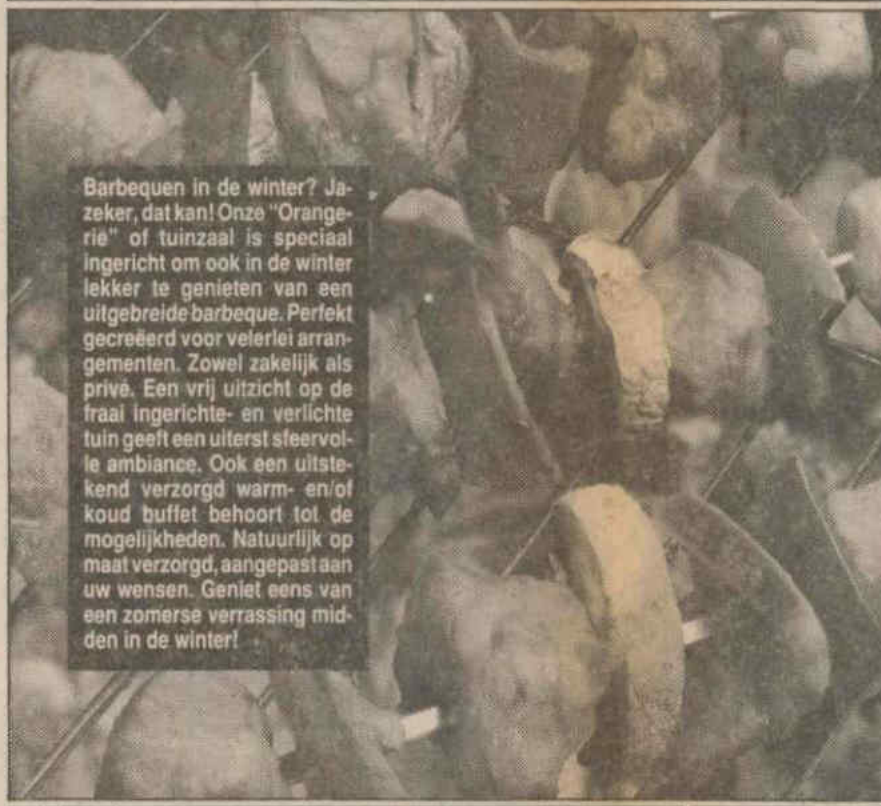 Barbequen in de winter? Ja-
zeker, dat kan! Onze "Orange-
rie" of tuinzaal is speciaal
ingericht om ook in de winter
lekker te genieten van een
uitgebreide barbeque. Perfekt
gecreëerd voor velerlei arran-
gementen. Zowel zakelijk als
privé. Een vrij uitzicht op de
fraai ingerichte- en verlichte
tuin geeft een uiterst sfeervol-
le ambiance. Ook een uitste-
kend verzorgd warm- en/of
koud buffet behoort tot de
mogelijkheden. Natuurlijk op
maat verzorgd, aangepast aan
uw wensen. Geniet eens van
een zomerse verrassing mid-
den in de winter!